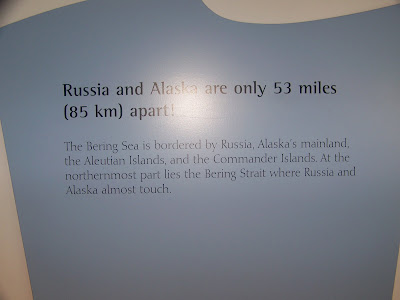 Russia and Alaska are only 53 miles
(85 km) apart!
The Bering Sea is bordered by Russia, Alaska's mainland,
the Aleutian Islands, and the Commander Islands. At the
northernmost part lies the Bering Strait where Russia and
Alaska almost touch.